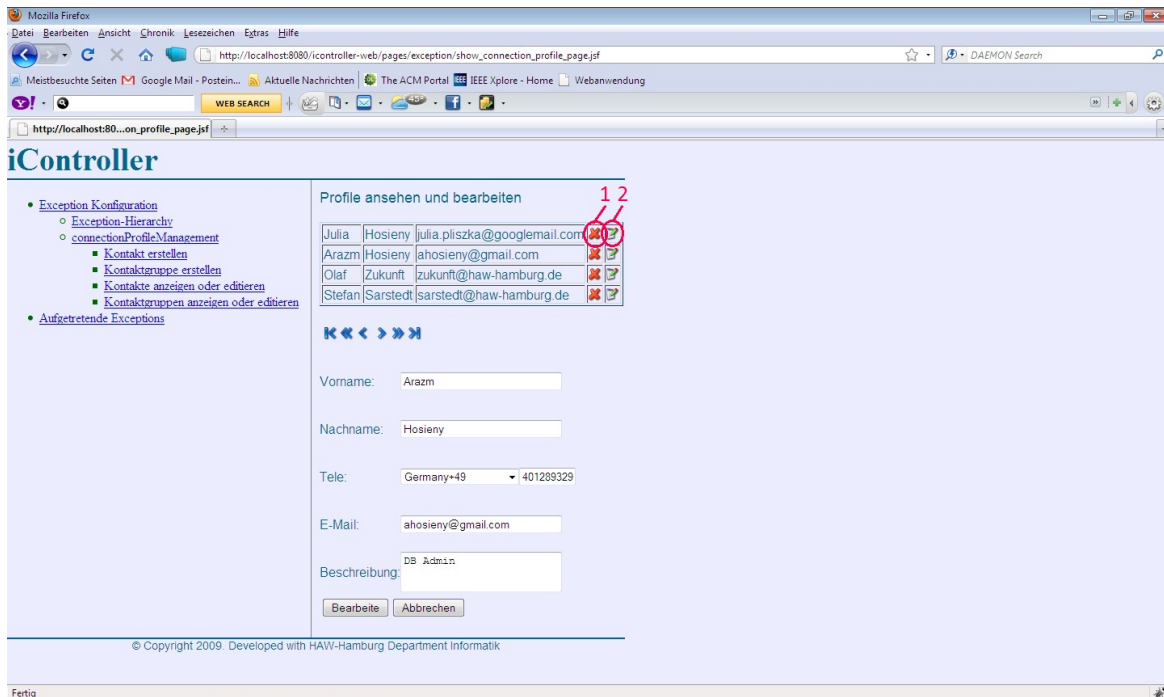 Mozilla Firefox
Datei Bearbeiten Ansicht Chronik Lesezeichen Extras Hilfe
http://localhost:8080/icontroller-web/pages/exception/show_connection_profile_page.jsf
DAEMON Search
Meistbesuchte Seiten Google Mail - Postein... Aktuelle Nachrichten The ACM Portal IEEE Xplore - Home Webanwendung
WEB SEARCH
http://localhost:80...on_profile_page.jsf
iController
Exception Konfiguration
Exception-Hierarchy
connectionProfileManagement
Kontakt erstellen
Kontaktgruppe erstellen
Kontakte anzeigen oder editieren
Kontaktgruppen anzeigen oder editieren
Aufgetretende Exceptions
Profile ansehen und bearbeiten
1 2
Julia Hosieny julia.pliszka@googlemail.com
Arazm Hosieny ahosieny@gmail.com
Olaf Zukunft zukunft@haw-hamburg.de
Stefan Sarstedt sarstedt@haw-hamburg.de
Vorname: Arazm
Nachname: Hosieny
Tele: Germany+49 401289329
E-Mail: ahosieny@gmail.com
Beschreibung: DB Admin
Bearbeite Abbrechen
© Copyright 2009. Developed with HAW-Hamburg Department Informatik
Fertig